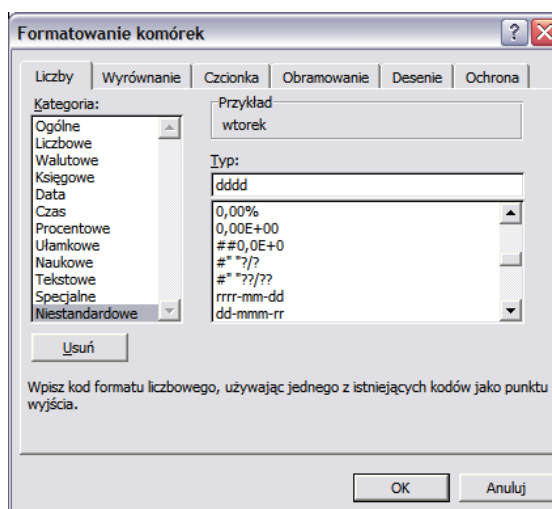 Formatowanie komórek
Liczby Wyrównanie Czcionka Obramowanie Desenie Ochrona
Kategoria:
Ogólne
Liczbowe
Walutowe
Księgowe
Data
Czas
Procentowe
Ułamkowe
Naukowe
Tekstowe
Specjalne
Niestandardowe
Przykład
wtorek
Typ:
dddd
0,00%
0,00E+00
##0,0E+0
#" "?/?
#" "??/??
rrrr-mm-dd
dd-mmm-rr
Usuń
Wpisz kod formatu liczbowego, używając jednego z istniejących kodów jako punktu
wyjścia.
OK Anuluj